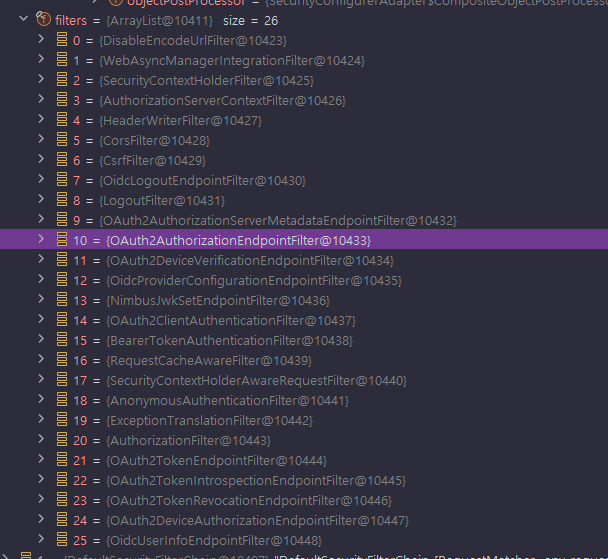 objectPostProcessor = {SecurityConfigurerAdapter$CompositeObjectPostProcessor
filters = {ArrayList@10411} size = 26
0 = {DisableEncodeUrlFilter@10423}
1 = {WebAsyncManagerIntegrationFilter@10424}
2 = {SecurityContextHolderFilter@10425}
3 = {AuthorizationServerContextFilter@10426}
4 = {HeaderWriterFilter@10427}
5 = {CorsFilter@10428}
6 = {CsrfFilter@10429}
7 = {OidcLogoutEndpointFilter@10430}
8 = {LogoutFilter@10431}
9 = {OAuth2AuthorizationServerMetadataEndpointFilter@10432}
10 = {OAuth2AuthorizationEndpointFilter@10433}
11 = {OAuth2DeviceVerificationEndpointFilter@10434}
12 = {OidcProviderConfigurationEndpointFilter@10435}
13 = {NimbusJwkSetEndpointFilter@10436}
14 = {OAuth2ClientAuthenticationFilter@10437}
15 = {BearerTokenAuthenticationFilter@10438}
16 = {RequestCacheAwareFilter@10439}
17 = {SecurityContextHolderAwareRequestFilter@10440}
18 = {AnonymousAuthenticationFilter@10441}
19 = {ExceptionTranslationFilter@10442}
20 = {AuthorizationFilter@10443}
21 = {OAuth2TokenEndpointFilter@10444}
22 = {OAuth2TokenIntrospectionEndpointFilter@10445}
23 = {OAuth2TokenRevocationEndpointFilter@10446}
24 = {OAuth2DeviceAuthorizationEndpointFilter@10447}
25 = {OidcUserInfoEndpointFilter@10448}